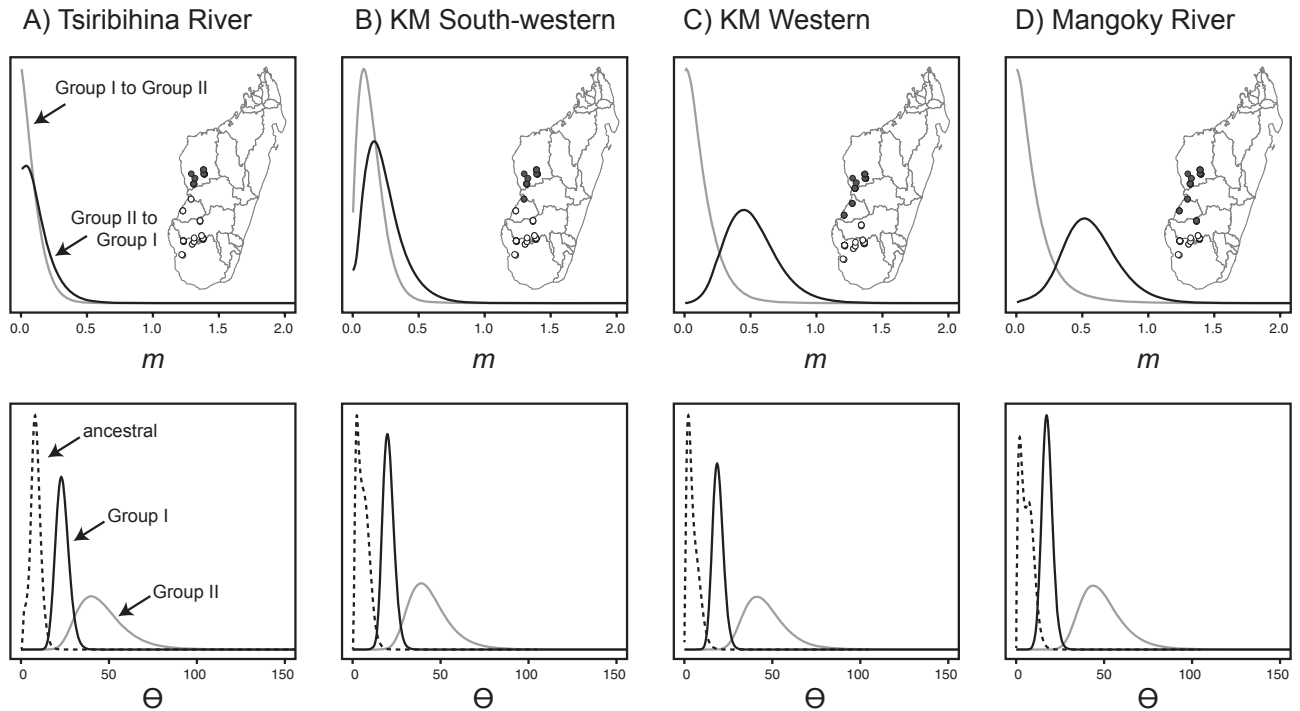 A) Tsiribihina River
B) KM South-western
C) KM Western
D) Mangoky River
Group I to Group II
Group II to
Group I
0.0 0.5 1.0 1.5 2.0
0.0 0.5 1.0 1.5 2.0
0.0 0.5 1.0 1.5 2.0
0.0 0.5 1.0 1.5 2.0
m
m
m
m
ancestral
Group I
Group II
0 50 100 150
0 50 100 150
0 50 100 150
0 50 100 150
Θ
Θ
Θ
Θ